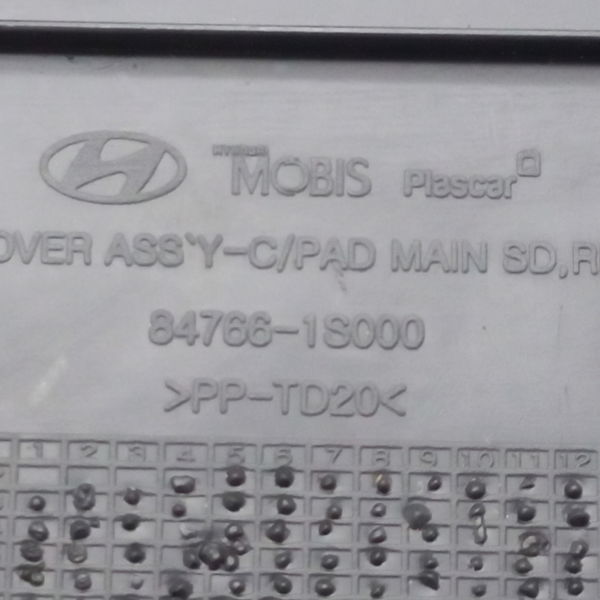 HYUNDAI MOBIS Plascar
OVER ASS'Y-C/PAD MAIN SD,R
84766-1S000
>PP-TD20<
1 2 3 4 5 6 7 8 9 10 11 12